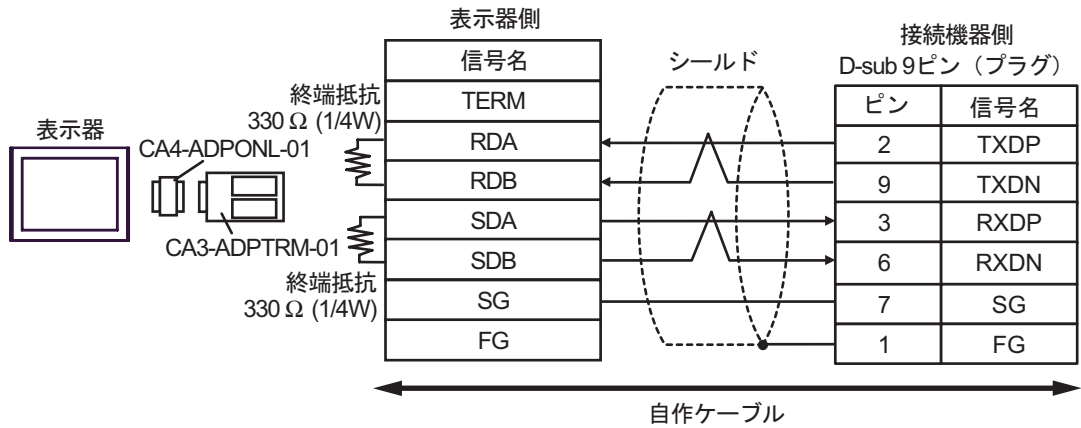 表示器側
接続機器側
D-sub 9ピン（プラグ）
シールド
信号名
ピン 信号名
終端抵抗
330 Ω (1/4W)
TERM
表示器
CA4-ADPONL-01
RDA
2 TXDP
RDB
9 TXDN
SDA
3 RXDP
CA3-ADPTRM-01
SDB
6 RXDN
終端抵抗
330 Ω (1/4W)
SG
7 SG
FG
1 FG
自作ケーブル